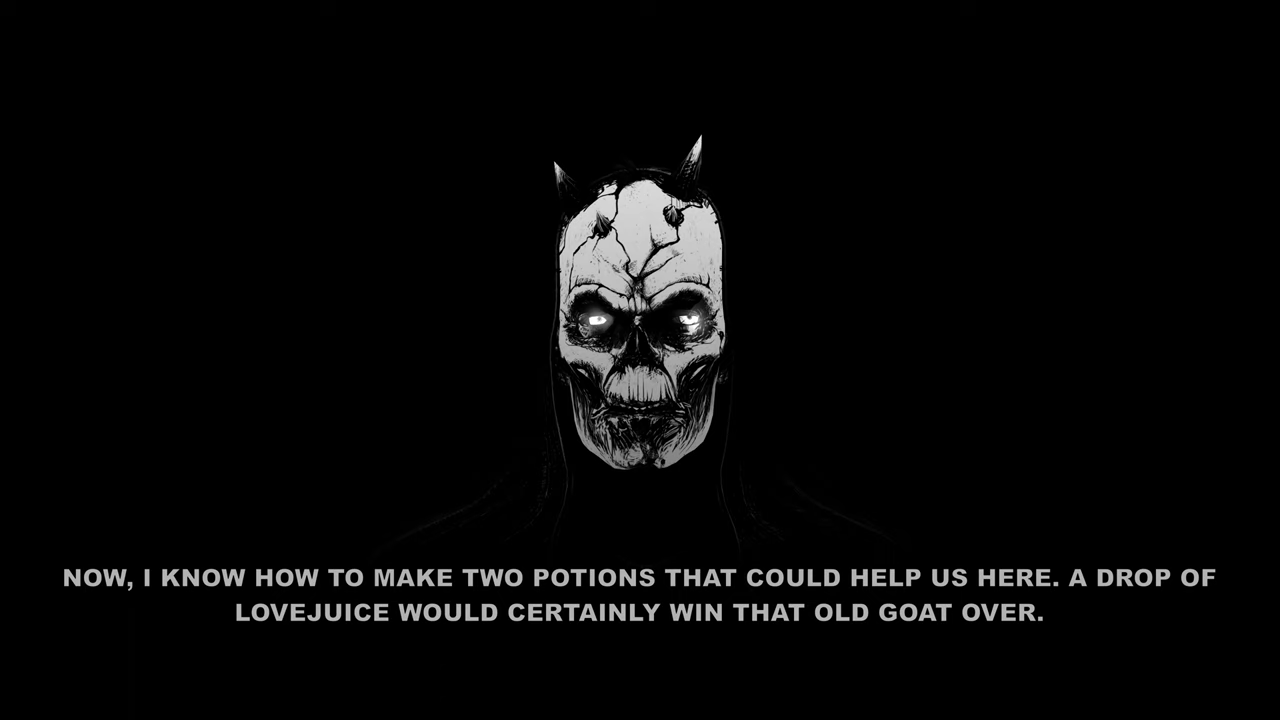 NOW, I KNOW HOW TO MAKE TWO POTIONS THAT COULD HELP US HERE. A DROP OF
LOVEJUICE WOULD CERTAINLY WIN THAT OLD GOAT OVER.